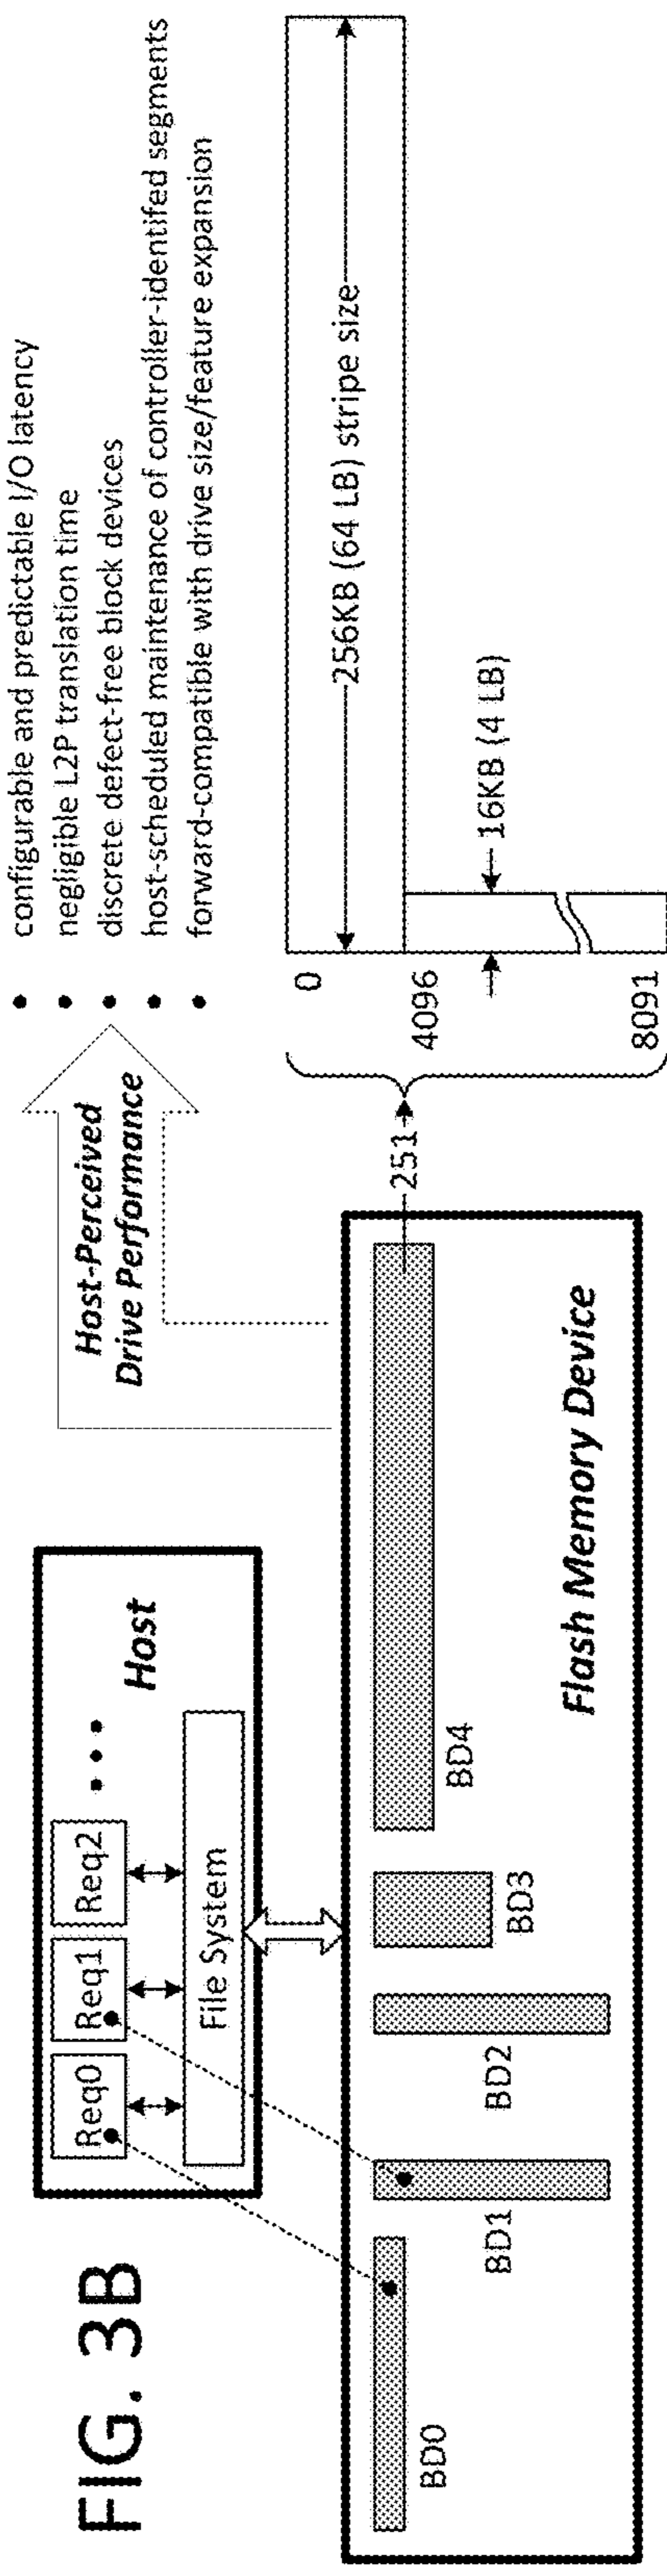 FIG. 3B
Req0
Req1
Req2
Host
File System
Host-Perceived
Drive Performance
• configurable and predictable I/O latency
• negligible L2P translation time
• discrete defect-free block devices
• host-scheduled maintenance of controller-identifed segments
• forward-compatible with drive size/feature expansion
BD0
BD1
BD2
BD3
BD4
Flash Memory Device
251
0
4096
8091
256KB (64 LB) stripe size
16KB (4 LB)